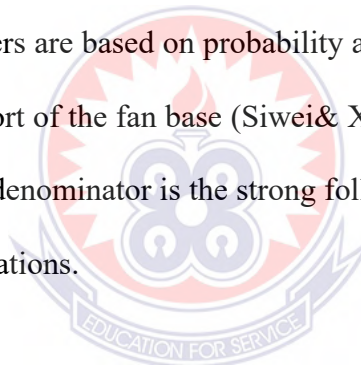 ers are based on probability a
ort of the fan base (Siwei& X
denominator is the strong foll
ations.
EDUCATION FOR SERVICE